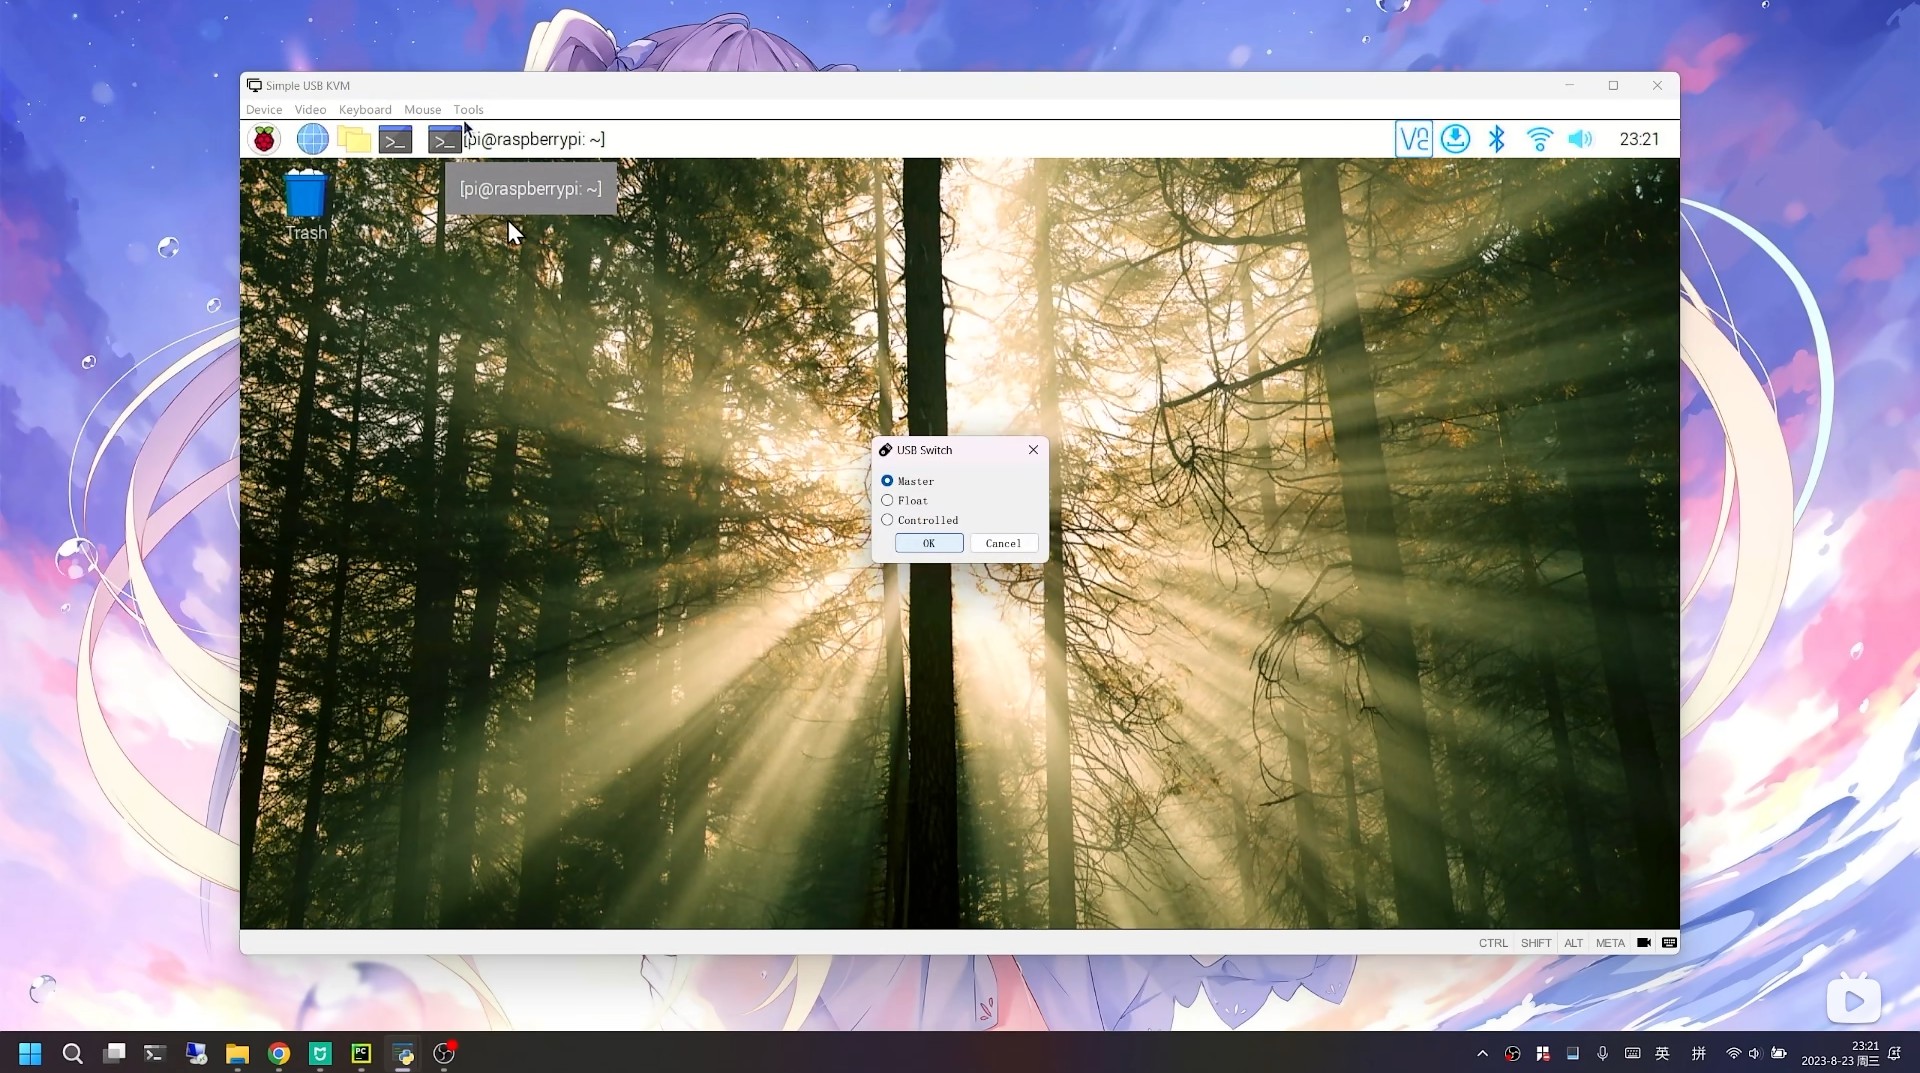 Simple USB KVM
Device Video Keyboard Mouse Tools
[pi@raspberrypi: ~]
23:21
[pi@raspberrypi: ~]
Trash
USB Switch
Master
Float
Controlled
OK Cancel
CTRL SHIFT ALT META
PC
英 拼
23:21
2023-8-23 周三